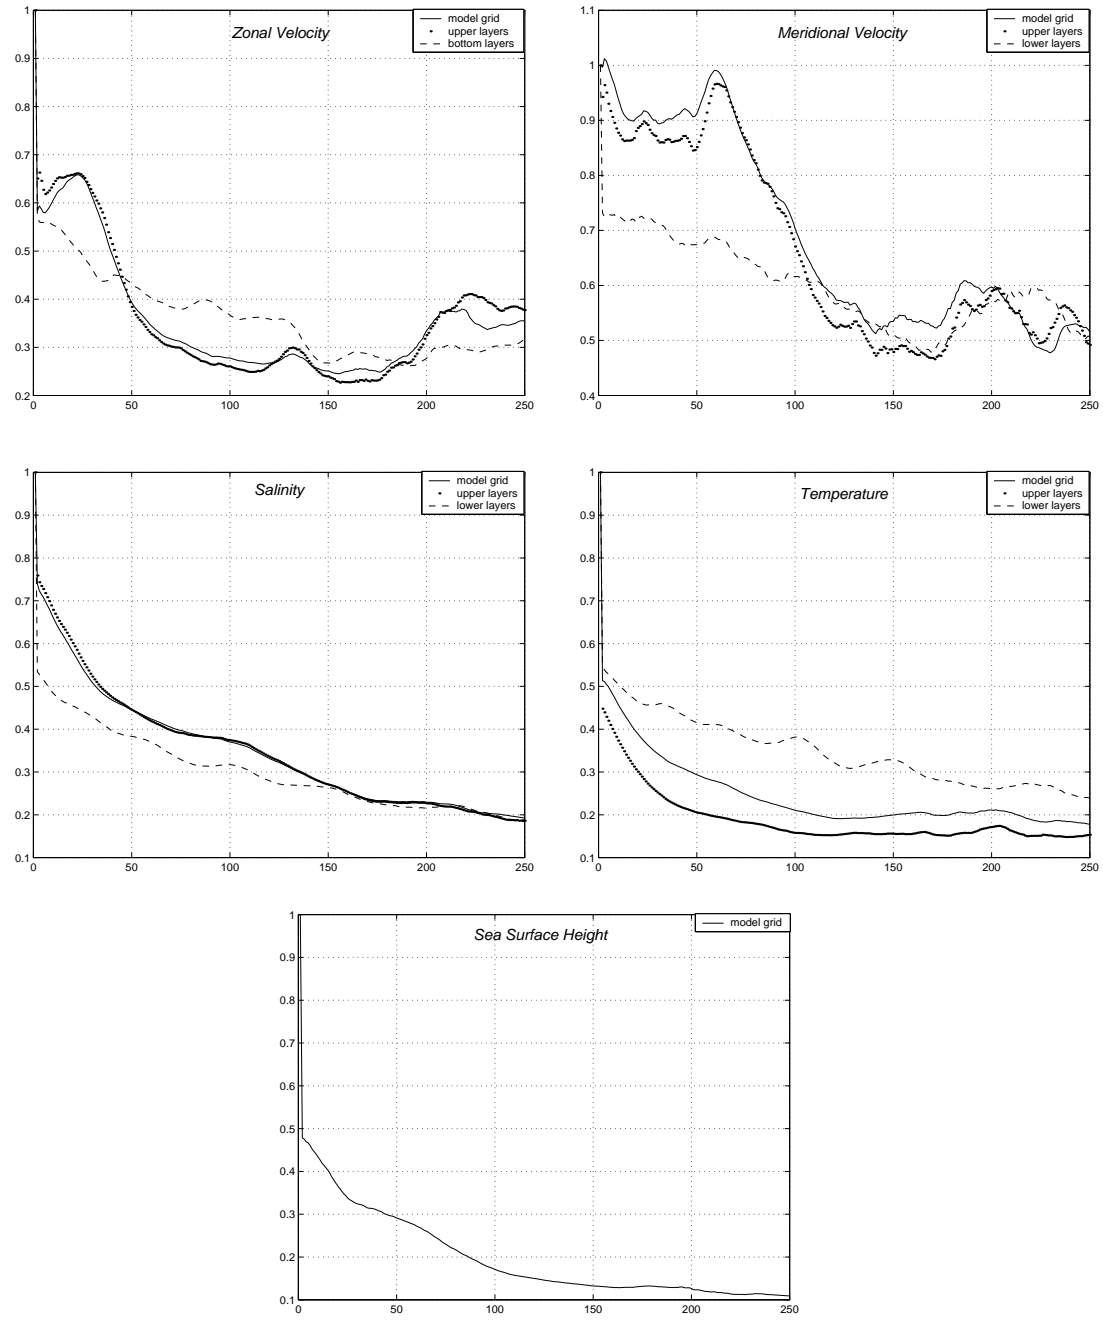 Zonal Velocity
model grid
upper layers
bottom layers
1
0.9
0.8
0.7
0.6
0.5
0.4
0.3
0.2
0 50 100 150 200 250
Meridional Velocity
model grid
upper layers
lower layers
1.1
1
0.9
0.8
0.7
0.6
0.5
0.4
0 50 100 150 200 250
Salinity
model grid
upper layers
lower layers
1
0.9
0.8
0.7
0.6
0.5
0.4
0.3
0.2
0.1
0 50 100 150 200 250
Temperature
model grid
upper layers
lower layers
1
0.9
0.8
0.7
0.6
0.5
0.4
0.3
0.2
0.1
0 50 100 150 200 250
Sea Surface Height
model grid
1
0.9
0.8
0.7
0.6
0.5
0.4
0.3
0.2
0.1
0 50 100 150 200 250